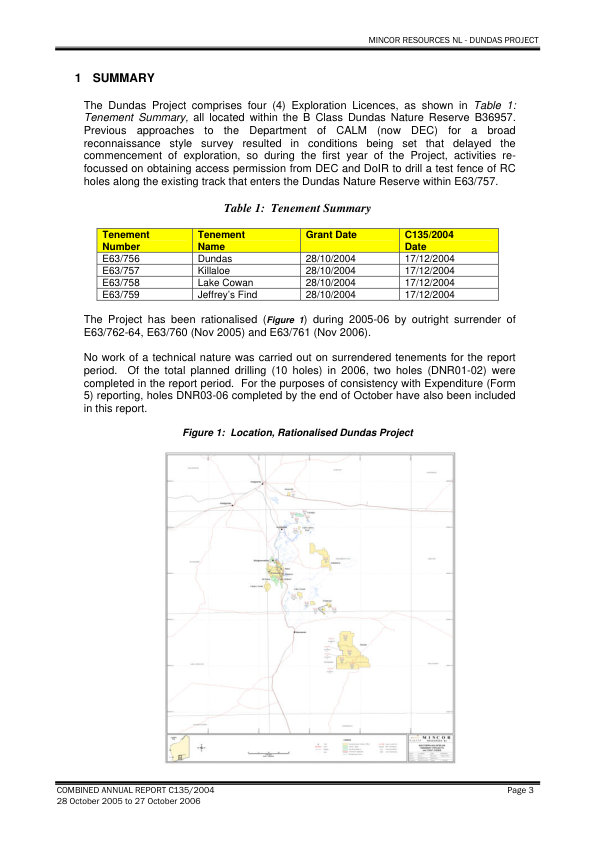 MINCOR RESOURCES NL - DUNDAS PROJECT
1 SUMMARY
The Dundas Project comprises four (4) Exploration Licences, as shown in Table 1:
Tenement Summary, all located within the B Class Dundas Nature Reserve B36957.
Previous approaches to the Department of CALM (now DEC) for a broad
reconnaissance style survey resulted in conditions being set that delayed the
commencement of exploration, so during the first year of the Project, activities re-
focussed on obtaining access permission from DEC and DoIR to drill a test fence of RC
holes along the existing track that enters the Dundas Nature Reserve within E63/757.
Table 1: Tenement Summary
Tenement Number Tenement Name Grant Date C135/2004 Date
E63/756 Dundas 28/10/2004 17/12/2004
E63/757 Killaloe 28/10/2004 17/12/2004
E63/758 Lake Cowan 28/10/2004 17/12/2004
E63/759 Jeffrey's Find 28/10/2004 17/12/2004
The Project has been rationalised (Figure 1) during 2005-06 by outright surrender of
E63/762-64, E63/760 (Nov 2005) and E63/761 (Nov 2006).
No work of a technical nature was carried out on surrendered tenements for the report
period. Of the total planned drilling (10 holes) in 2006, two holes (DNR01-02) were
completed in the report period. For the purposes of consistency with Expenditure (Form
5) reporting, holes DNR03-06 completed by the end of October have also been included
in this report.
Figure 1: Location, Rationalised Dundas Project
MINCOR
COMBINED ANNUAL REPORT C135/2004 Page 3
28 October 2005 to 27 October 2006